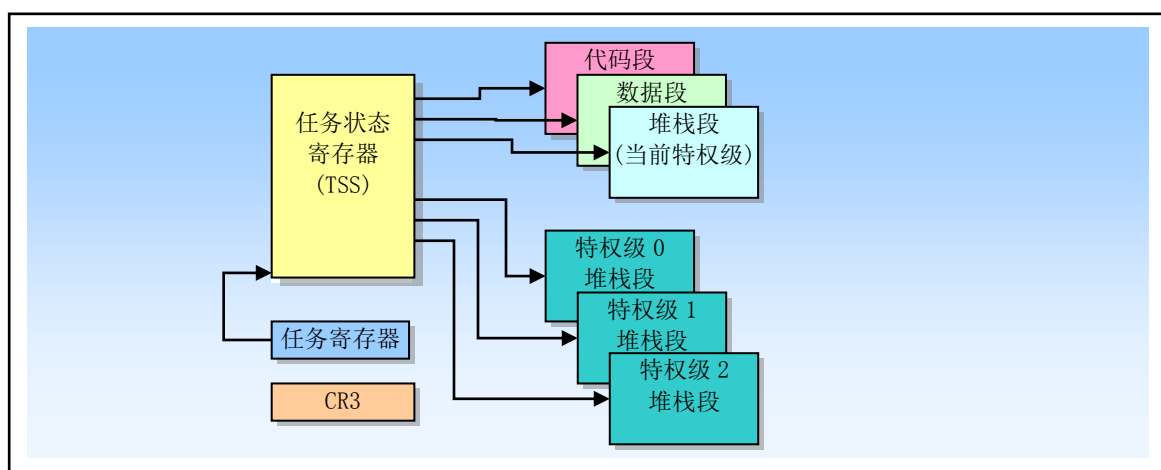 代码段
数据段
堆栈段
(当前特权级)
任务状态
寄存器
(TSS)
特权级 0
堆栈段
特权级 1
堆栈段
特权级 2
堆栈段
任务寄存器
CR3